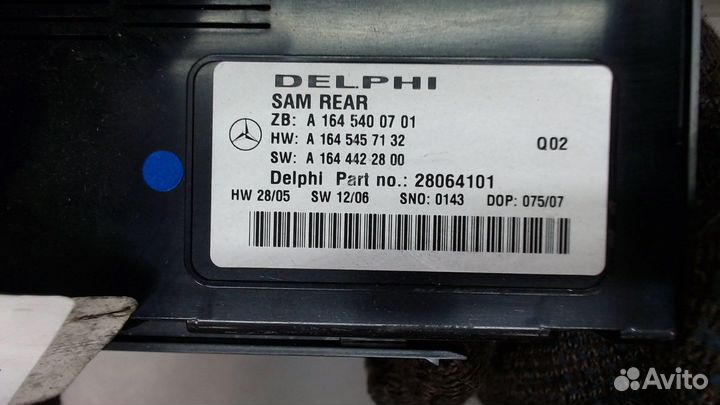 DELPHI
SAM REAR
ZB: A 164 540 07 01
HW: A 164 545 71 32
SW: A 164 442 28 00
Q02
Delphi Part no.: 28064101
HW 28/05 SW 12/06 SNO: 0143 DOP: 075/07
Avito